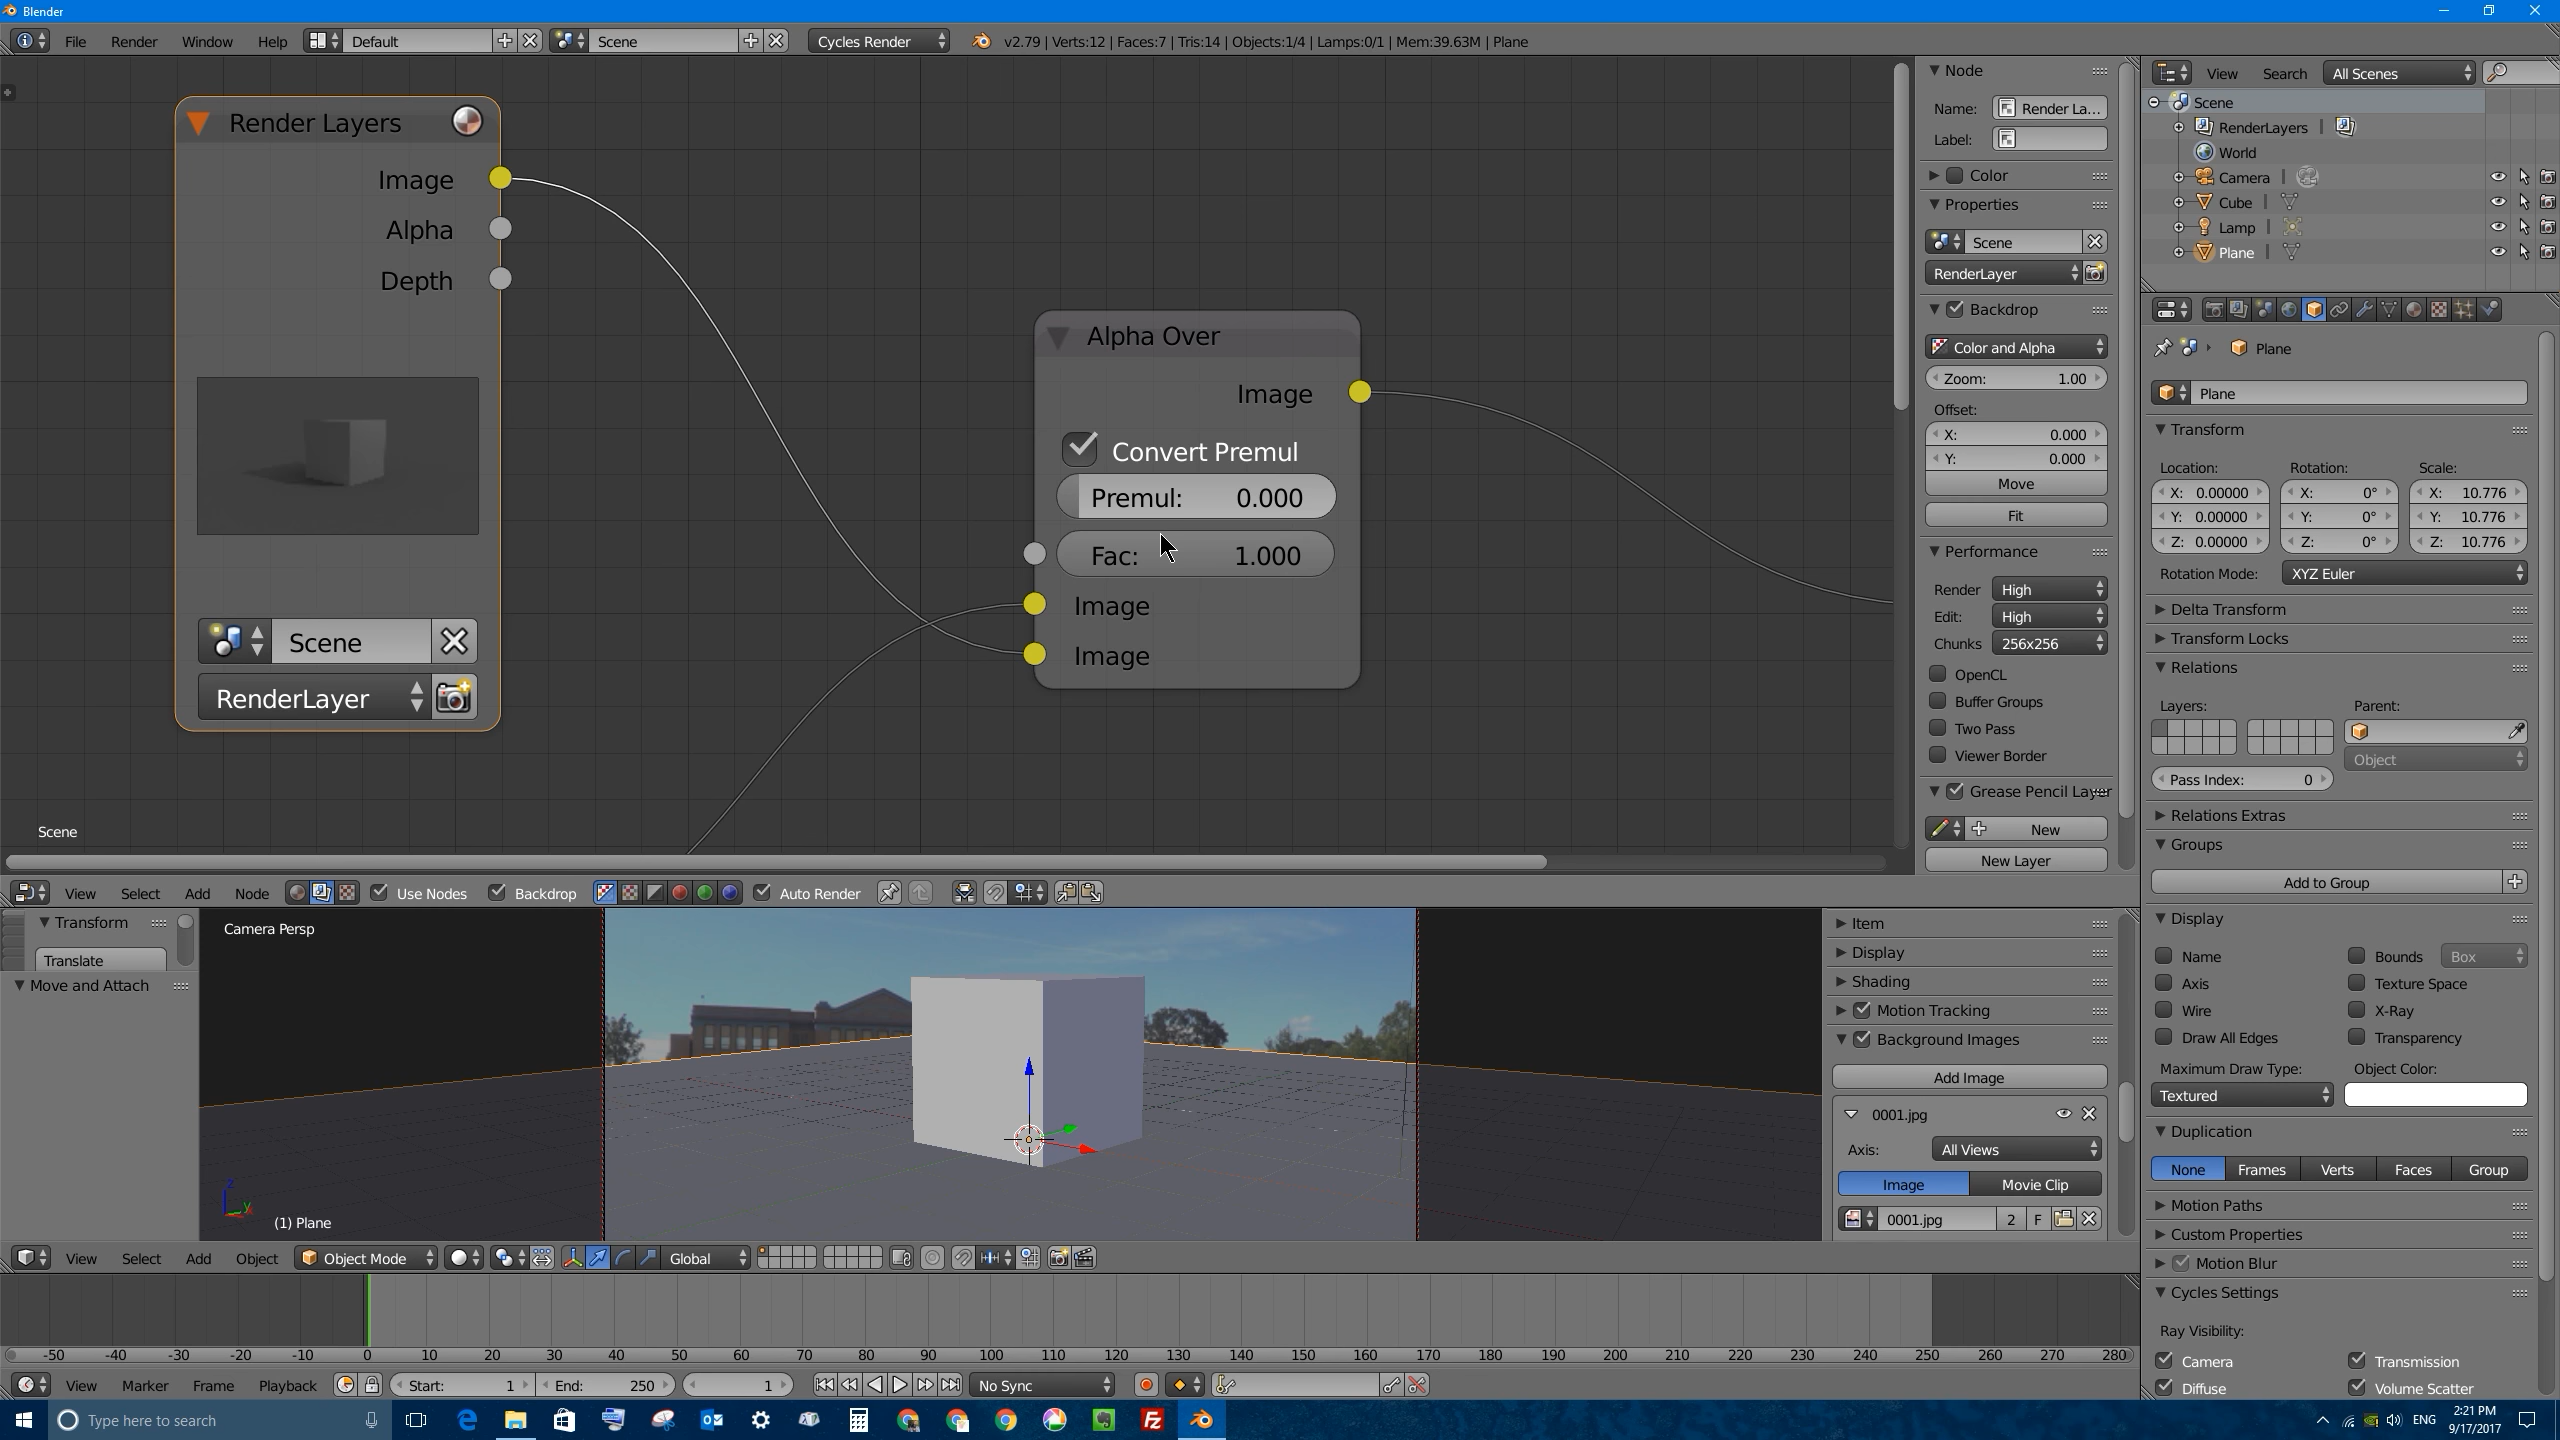 Blender
File Render Window Help Default Scene Cycles Render v2.79 | Verts:12 | Faces:7 | Tris:14 | Objects:1/4 | Lamps:0/1 | Mem:39.63M | Plane
Render Layers
Image
Alpha
Depth
Scene
RenderLayer
Alpha Over
Image
Convert Premul
Premul: 0.000
Fac: 1.000
Image
Image
Scene
Node
Name: Render La...
Label:
Color
Properties
Scene
RenderLayer
Backdrop
Color and Alpha
Zoom: 1.00
Offset:
X: 0.000
Y: 0.000
Move
Fit
Performance
Render High
Edit: High
Chunks 256x256
OpenCL
Buffer Groups
Two Pass
Viewer Border
Grease Pencil Layer
New
New Layer
View Select Add Node Use Nodes Backdrop Auto Render
Transform
Translate
Move and Attach
Camera Persp
(1) Plane
Item
Display
Shading
Motion Tracking
Background Images
Add Image
0001.jpg
Axis: All Views
Image Movie Clip
0001.jpg 2 F
View Select Add Object Object Mode Global
-50 -40 -30 -20 -10 0 10 20 30 40 50 60 70 80 90 100 110 120 130 140 150 160 170 180 190 200 210 220 230 240 250 260 270 280
View Marker Frame Playback Start: 1 End: 250 1 No Sync
View Search All Scenes
Scene
RenderLayers |
World
Camera |
Cube |
Lamp |
Plane |
Plane
Plane
Transform
Location: Rotation: Scale:
X: 0.00000 X: 0° X: 10.776
Y: 0.00000 Y: 0° Y: 10.776
Z: 0.00000 Z: 0° Z: 10.776
Rotation Mode: XYZ Euler
Delta Transform
Transform Locks
Relations
Layers: Parent:
Object
Pass Index: 0
Relations Extras
Groups
Add to Group
Display
Name Bounds Box
Axis Texture Space
Wire X-Ray
Draw All Edges Transparency
Maximum Draw Type: Object Color:
Textured
Duplication
None Frames Verts Faces Group
Motion Paths
Custom Properties
Motion Blur
Cycles Settings
Ray Visibility:
Camera Transmission
Diffuse Volume Scatter
Type here to search
Fz
ENG
2:21 PM
9/17/2017